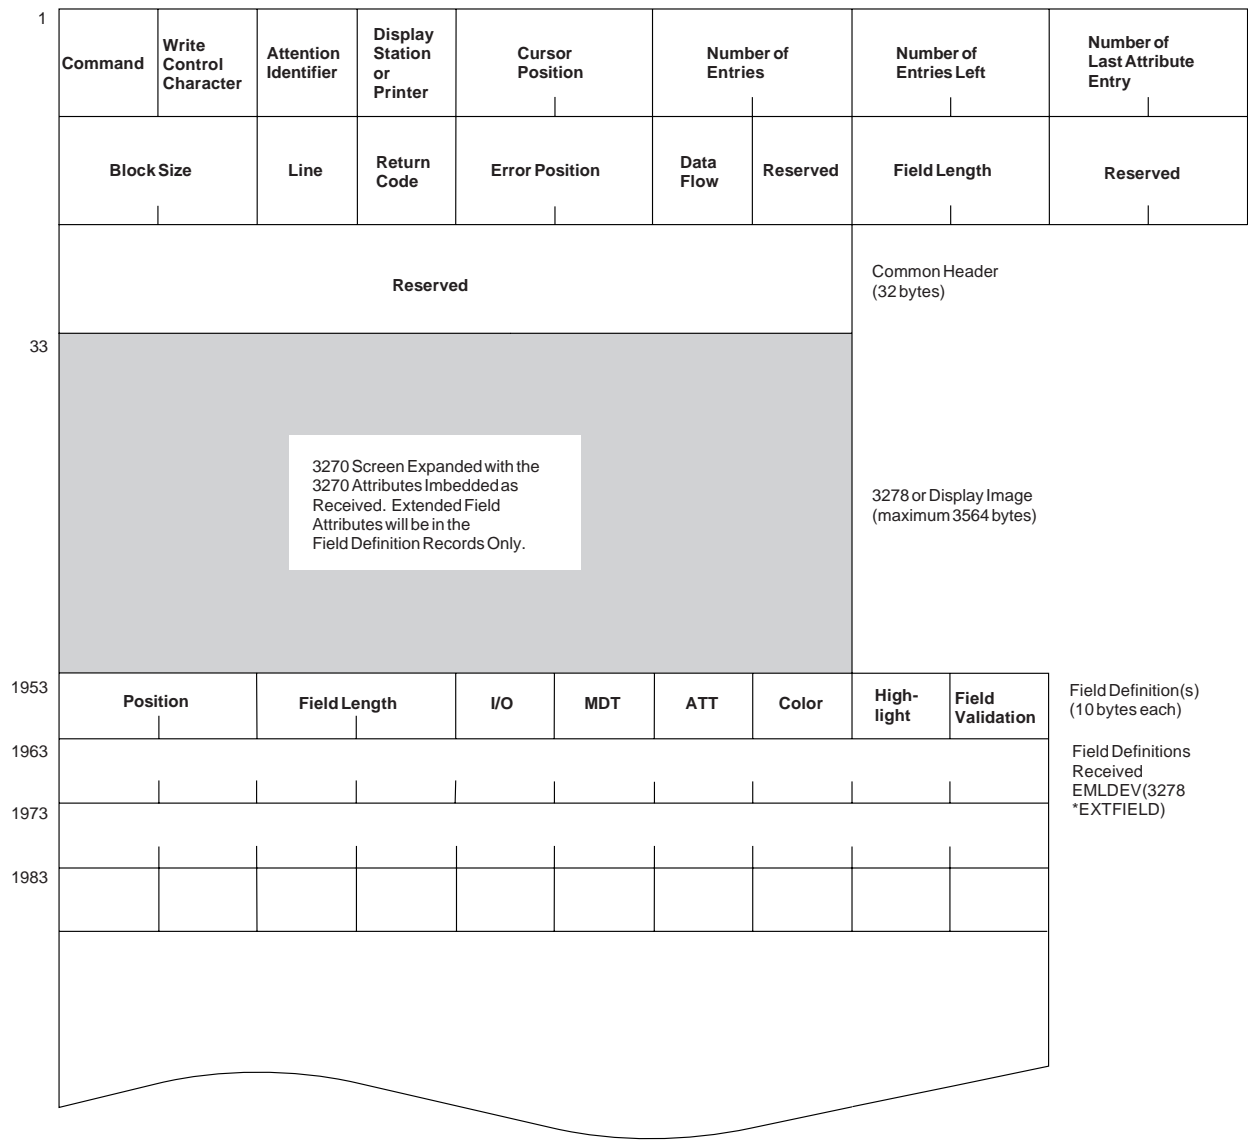 1
Command
Write
Control
Character
Attention
Identifier
Display
Station
or
Printer
Cursor
Position
Number of
Entries
Number of
Entries Left
Number of
Last Attribute
Entry
Block Size
Line
Return
Code
Error Position
Data
Flow
Reserved
Field Length
Reserved
Reserved
Common Header
(32 bytes)
33
3270 Screen Expanded with the
3270 Attributes Imbedded as
Received. Extended Field
Attributes will be in the
Field Definition Records Only.
3278 or Display Image
(maximum 3564 bytes)
1953
Position
Field Length
I/O
MDT
ATT
Color
High-
light
Field
Validation
Field Definition(s)
(10 bytes each)
1963
Field Definitions
Received
EMLDEV(3278
*EXTFIELD)
1973
1983